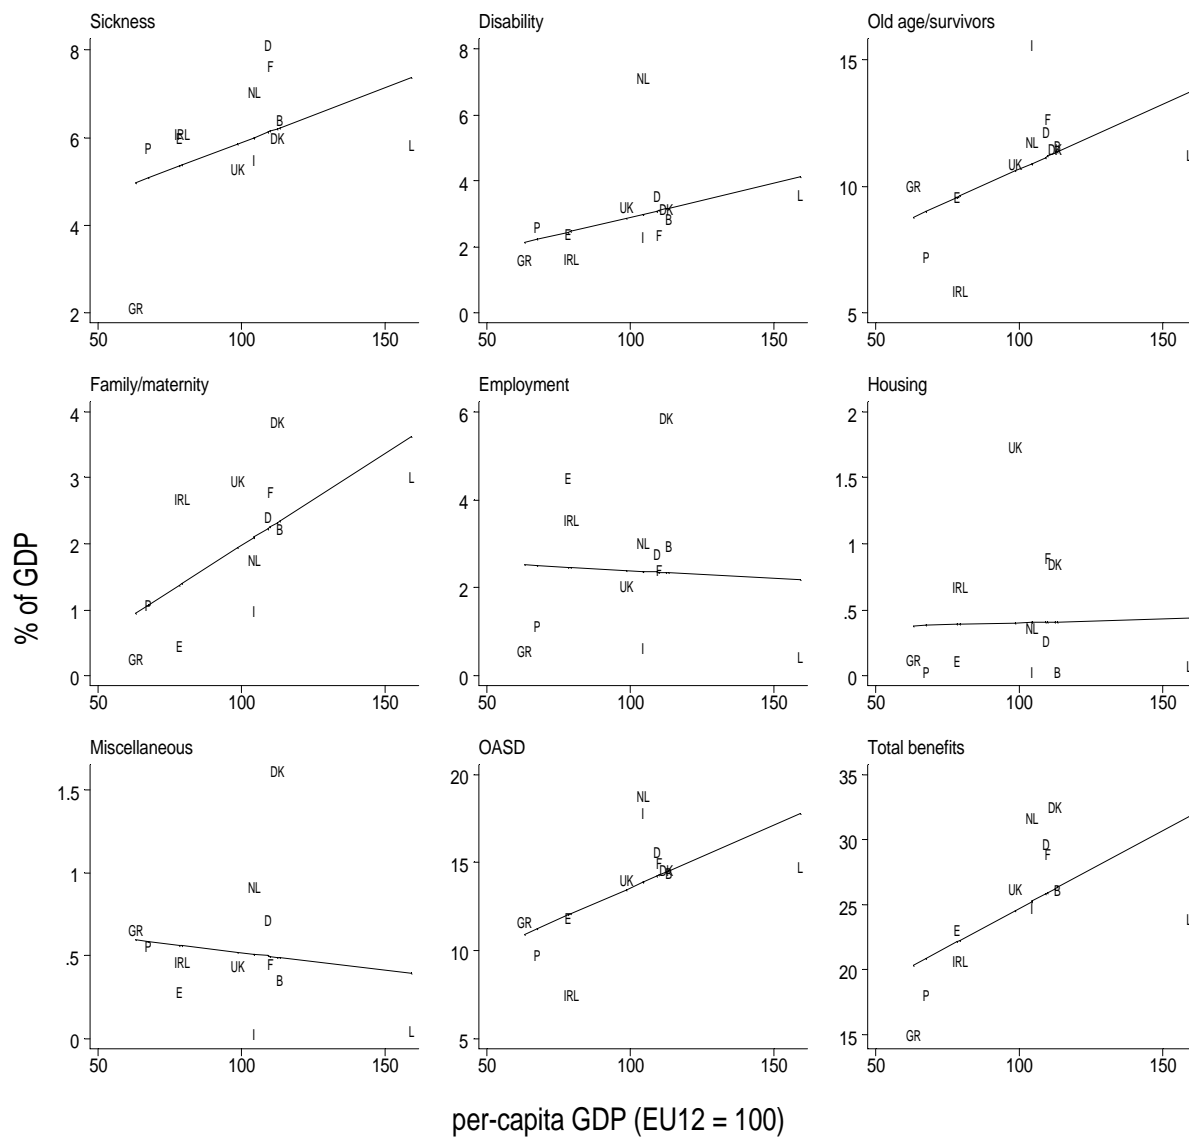 Sickness
8
6
4
2
D
F
NL
B
IRL
E
P
DK
I
UK
L
GR
50
100
150
Disability
8
6
4
2
0
NL
D
L
UK
DK
B
P
E
F
I
GR
IRL
50
100
150
Old age/survivors
15
10
5
I
F
D
NL
B
DK
L
UK
GR
E
P
IRL
50
100
150
Family/maternity
4
3
2
1
0
DK
UK
L
F
IRL
D
B
NL
P
I
E
GR
50
100
150
Employment
6
4
2
0
DK
E
IRL
NL
B
D
F
UK
P
I
GR
L
50
100
150
Housing
2
1.5
1
.5
0
UK
F
DK
IRL
NL
D
GR
E
P
I
B
L
50
100
150
Miscellaneous
1.5
1
.5
0
DK
NL
D
GR
P
IRL
UK
F
B
E
I
L
50
100
150
OASD
20
15
10
5
NL
I
D
F
DK
B
L
UK
GR
E
P
IRL
50
100
150
Total benefits
35
30
25
20
15
DK
NL
D
F
UK
B
I
L
E
IRL
P
GR
50
100
150
% of GDP
per-capita GDP (EU12 = 100)